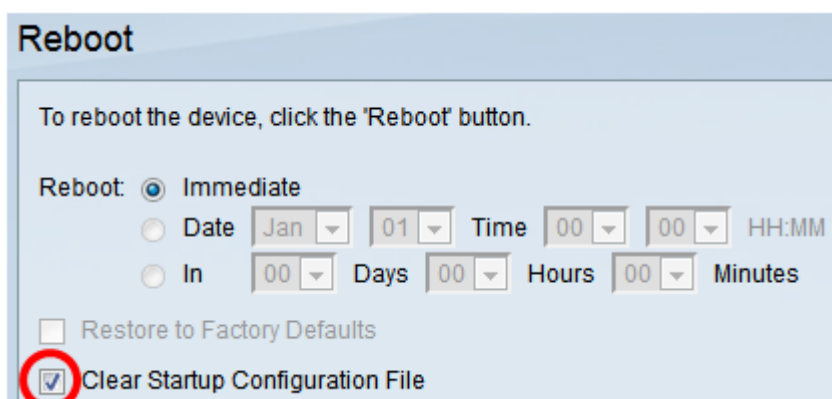 Reboot
To reboot the device, click the 'Reboot' button.
Reboot: Immediate
Date Jan 01 Time 00 00 HH:MM
In 00 Days 00 Hours 00 Minutes
Restore to Factory Defaults
Clear Startup Configuration File